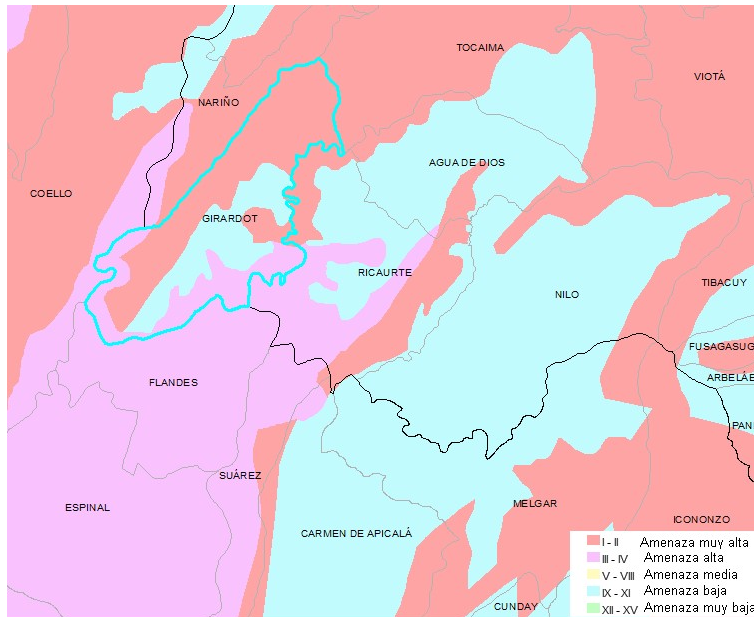 TOCAIMA
VIOTÁ
NARIÑO
AGUA DE DIOS
COELLO
GIRARDOT
RICAURTE
TIBACUY
NILO
FUSAGASUG
ARBELÁE
FLANDES
PAN
SUÁREZ
ESPINAL
MELGAR
ICONONZO
CARMEN DE APICALÁ
CUNDAY
I - II Amenaza muy alta
III - IV Amenaza alta
V - VIII Amenaza media
IX - XI Amenaza baja
XII - XV Amenaza muy baja